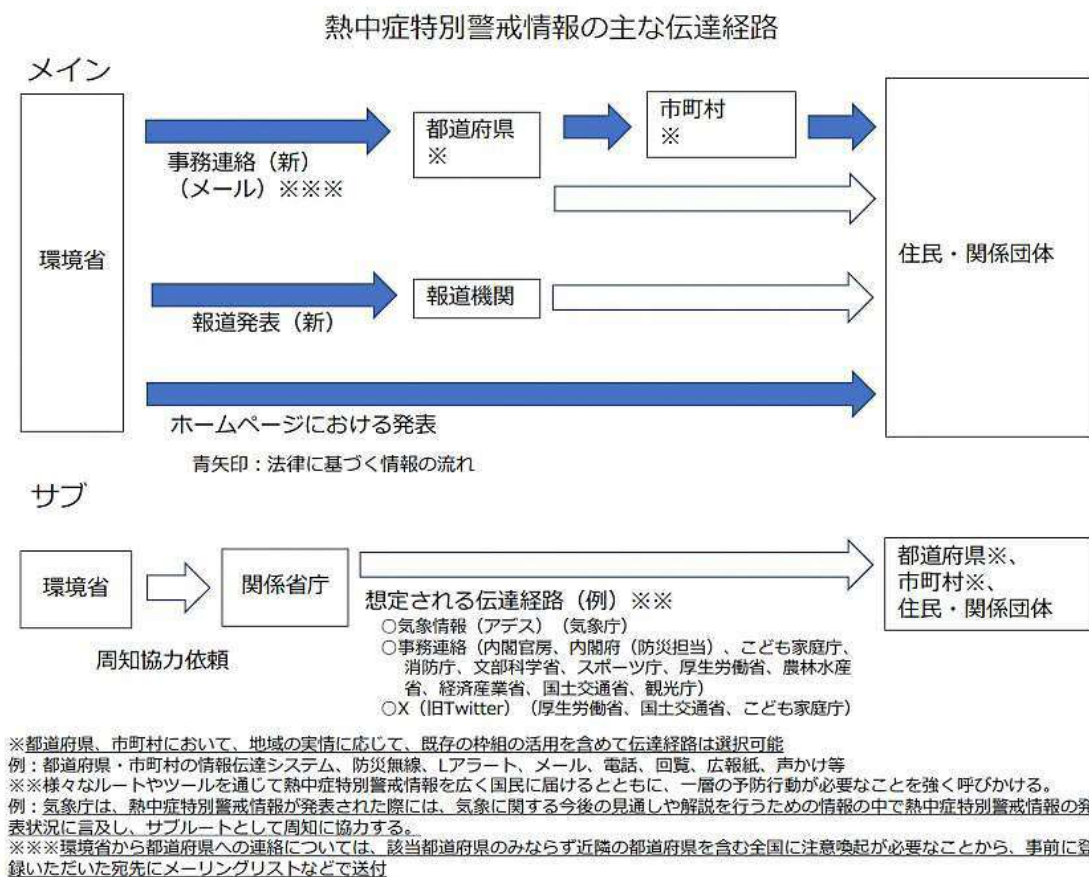 熱中症特別警戒情報の主な伝達経路
メイン
環境省
事務連絡（新）
（メール）※※※
都道府県
※
市町村
※
報道発表（新）
報道機関
住民・関係団体
ホームページにおける発表
青矢印：法律に基づく情報の流れ
サブ
環境省
周知協力依頼
関係省庁
想定される伝達経路（例）※※
○気象情報（アデス）（気象庁）
○事務連絡（内閣官房、内閣府（防災担当）、こども家庭庁、
消防庁、文部科学省、スポーツ庁、厚生労働省、農林水産
省、経済産業省、国土交通省、観光庁）
○X（旧Twitter）（厚生労働省、国土交通省、こども家庭庁）
都道府県※、
市町村※、
住民・関係団体
※都道府県、市町村において、地域の実情に応じて、既存の枠組の活用を含めて伝達経路は選択可能
例：都道府県・市町村の情報伝達システム、防災無線、Lアラート、メール、電話、回覧、広報紙、声かけ等
※※様々なルートやツールを通じて熱中症特別警戒情報を広く国民に届けるとともに、一層の予防行動が必要なことを強く呼びかける。
例：気象庁は、熱中症特別警戒情報が発表された際には、気象に関する今後の見通しや解説を行うための情報の中で熱中症特別警戒情報の発
表状況に言及し、サブルートとして周知に協力する。
※※※環境省から都道府県への連絡については、該当都道府県のみならず近隣の都道府県を含む全国に注意喚起が必要なことから、事前に登
録いただいた宛先にメーリングリストなどで送付